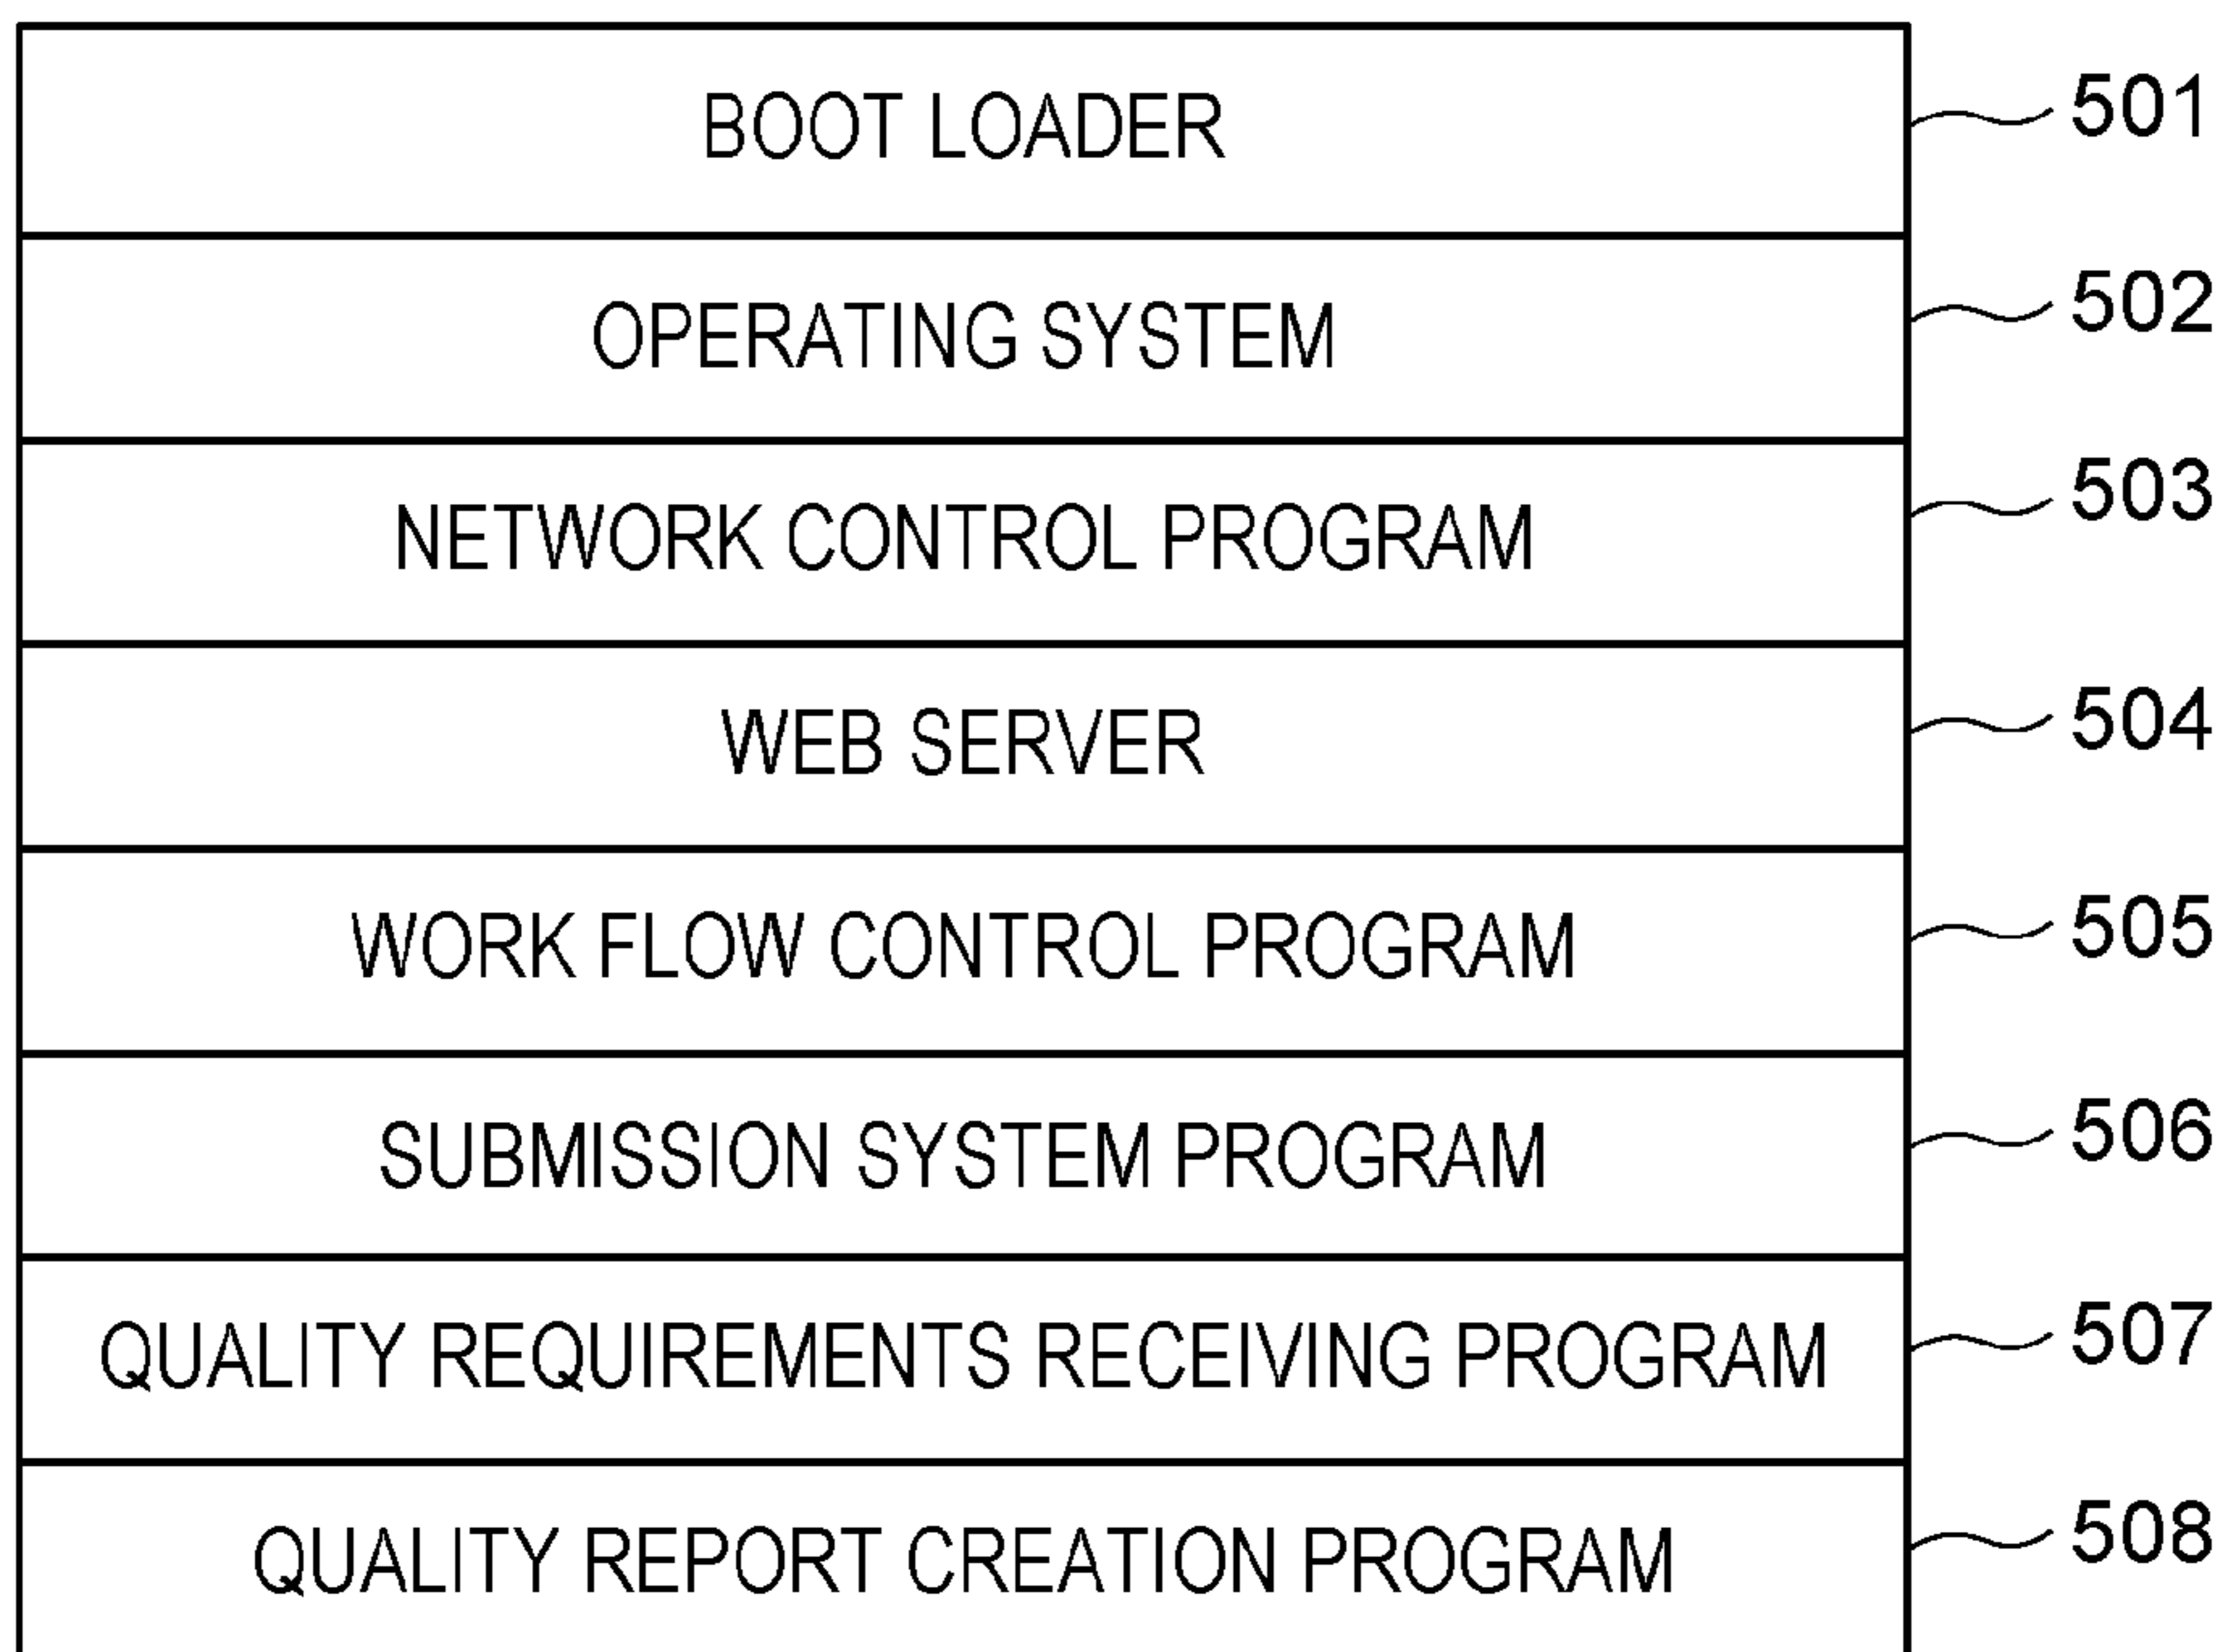 BOOT LOADER 501
OPERATING SYSTEM 502
NETWORK CONTROL PROGRAM 503
WEB SERVER 504
WORK FLOW CONTROL PROGRAM 505
SUBMISSION SYSTEM PROGRAM 506
QUALITY REQUIREMENTS RECEIVING PROGRAM 507
QUALITY REPORT CREATION PROGRAM 508